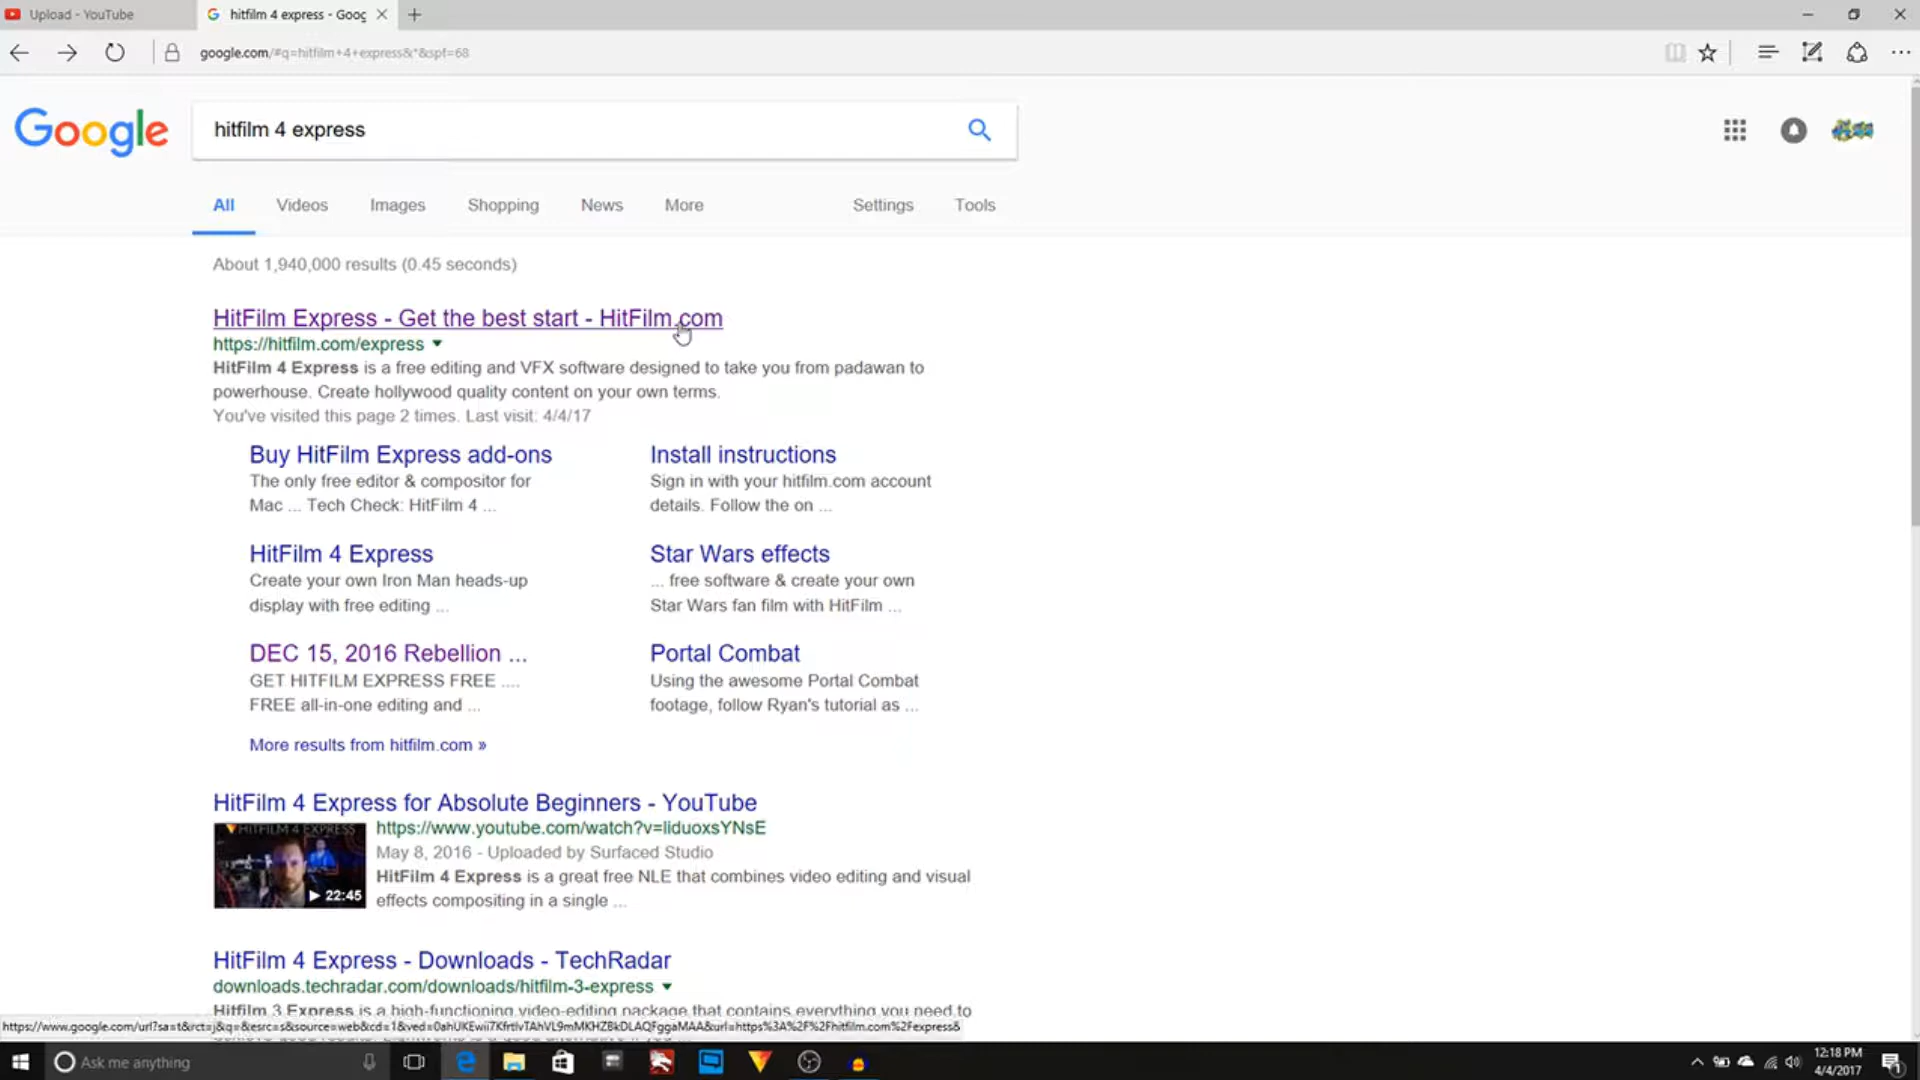 Upload - YouTube
hitfilm 4 express - Goog
google.com/#q=hitfilm+4+express&*&spf=68
Google
hitfilm 4 express
All Videos Images Shopping News More Settings Tools
About 1,940,000 results (0.45 seconds)
HitFilm Express - Get the best start - HitFilm.com
https://hitfilm.com/express
HitFilm 4 Express is a free editing and VFX software designed to take you from padawan to
powerhouse. Create hollywood quality content on your own terms.
You've visited this page 2 times. Last visit: 4/4/17
Buy HitFilm Express add-ons
The only free editor & compositor for
Mac ... Tech Check: HitFilm 4 ...
Install instructions
Sign in with your hitfilm.com account
details. Follow the on ...
HitFilm 4 Express
Create your own Iron Man heads-up
display with free editing ...
Star Wars effects
... free software & create your own
Star Wars fan film with HitFilm ...
DEC 15, 2016 Rebellion ...
GET HITFILM EXPRESS FREE ....
FREE all-in-one editing and ...
Portal Combat
Using the awesome Portal Combat
footage, follow Ryan's tutorial as ...
More results from hitfilm.com »
HitFilm 4 Express for Absolute Beginners - YouTube
HITFILM 4 EXPRESS
22:45
https://www.youtube.com/watch?v=liduoxsYNsE
May 8, 2016 - Uploaded by Surfaced Studio
HitFilm 4 Express is a great free NLE that combines video editing and visual
effects compositing in a single ...
HitFilm 4 Express - Downloads - TechRadar
downloads.techradar.com/downloads/hitfilm-3-express
Hitfilm 3 Express is a high-functioning video-editing package that contains everything you need to
Ask me anything
12:18 PM
4/4/2017